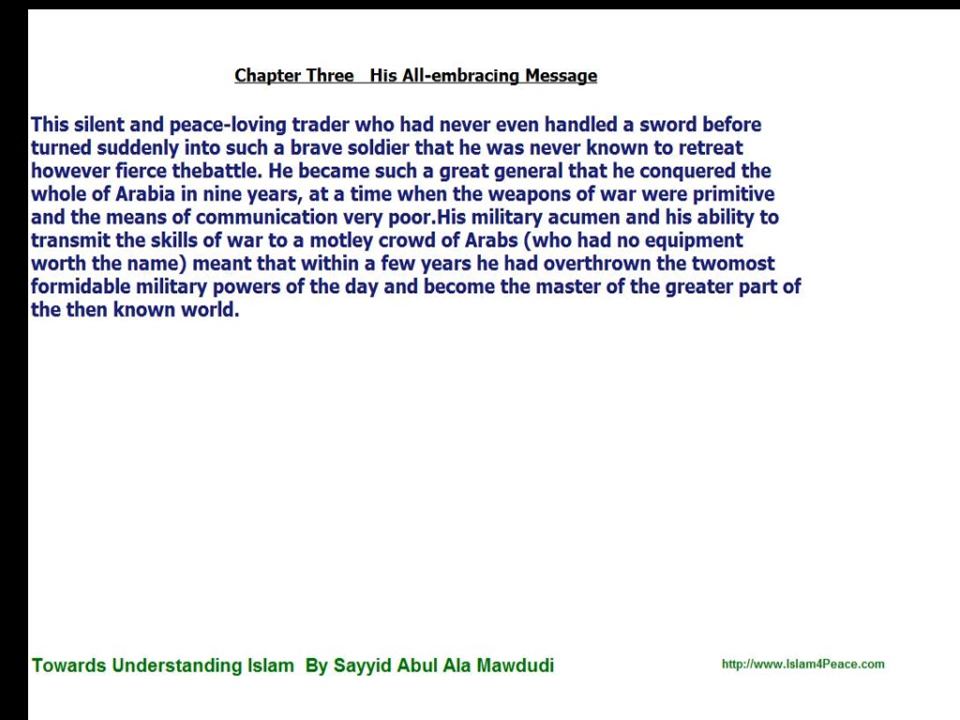 Chapter Three   His All-embracing Message
This silent and peace-loving trader who had never even handled a sword before
turned suddenly into such a brave soldier that he was never known to retreat
however fierce thebattle. He became such a great general that he conquered the
whole of Arabia in nine years, at a time when the weapons of war were primitive
and the means of communication very poor.His military acumen and his ability to
transmit the skills of war to a motley crowd of Arabs (who had no equipment
worth the name) meant that within a few years he had overthrown the twomost
formidable military powers of the day and become the master of the greater part of
the then known world.
Towards Understanding Islam  By Sayyid Abul Ala Mawdudi
http://www.Islam4Peace.com